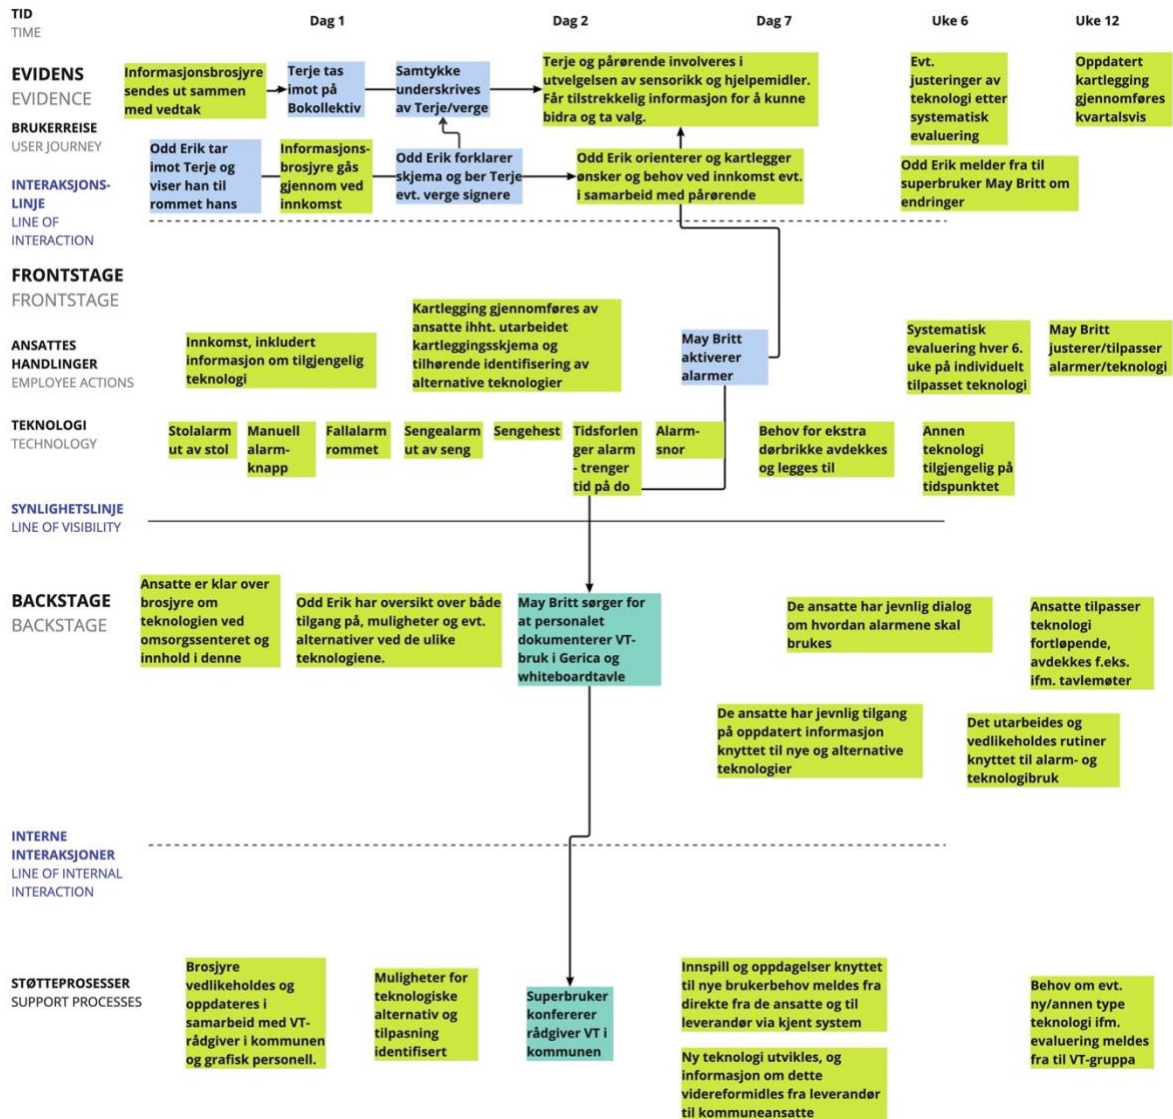 TID
TIME
Dag 1
Dag 2
Dag 7
Uke 6
Uke 12
EVIDENS
EVIDENCE
Informasjonsbrosjyre
sendes ut sammen
med vedtak
Terje tas
imot på
Bokollektiv
Samtykke
underskrives
av Terje/verge
Terje og pårørende involveres i
utvelgelsen av sensorikk og hjelpemidler.
Får tilstrekkelig informasjon for å kunne
bidra og ta valg.
Evt.
justeringer av
teknologi etter
systematisk
evaluering
Oppdatert
kartlegging
gjennomføres
kvartalsvis
BRUKERREISE
USER JOURNEY
Odd Erik tar
imot Terje og
viser han til
rommet hans
Informasjons-
brosjyre gås
gjennom ved
innkomst
Odd Erik forklarer
skjema og ber Terje
evt. verge signere
Odd Erik orienterer og kartlegger
ønsker og behov ved innkomst evt.
i samarbeid med pårørende
Odd Erik melder fra til
superbruker May Britt om
endringer
INTERAKSJONS-
LINJE
LINE OF
INTERACTION
FRONTSTAGE
FRONTSTAGE
ANSATTES
HANDLINGER
EMPLOYEE ACTIONS
Innkomst, inkludert
informasjon om tilgjengelig
teknologi
Kartlegging gjennomføres av
ansatte ihht. utarbeidet
kartleggingsskjema og
tilhørende identifisering av
alternative teknologier
May Britt
aktiverer
alarmer
Systematisk
evaluering hver 6.
uke på individuelt
tilpasset teknologi
May Britt
justerer/tilpasser
alarmer/teknologi
TEKNOLOGI
TECHNOLOGY
Stolalarm
ut av stol
Manuell
alarm-
knapp
Fallalarm
rommet
Sengealarm
ut av seng
Sengehest
Tidsforlen
ger alarm
- trenger
tid på do
Alarm-
snor
Behov for ekstra
dørbrikke avdekkes
og legges til
Annen
teknologi
tilgjengelig på
tidspunktet
SYNLIGHETSLINJE
LINE OF VISIBILITY
BACKSTAGE
BACKSTAGE
Ansatte er klar over
brosjyre om
teknologien ved
omsorgssenteret og
innhold i denne
Odd Erik har oversikt over både
tilgang på, muligheter og evt.
alternativer ved de ulike
teknologiene.
May Britt sørger for
at personalet
dokumenterer VT-
bruk i Gerica og
whiteboardtavle
De ansatte har jevnlig dialog
om hvordan alarmene skal
brukes
Ansatte tilpasser
teknologi
fortløpende,
avdekkes f.eks.
ifm. tavlemøter
De ansatte har jevnlig tilgang
på oppdatert informasjon
knyttet til nye og alternative
teknologier
Det utarbeides og
vedlikeholdes rutiner
knyttet til alarm- og
teknologibruk
INTERNE
INTERAKSJONER
LINE OF INTERNAL
INTERACTION
STØTTEPROSESSER
SUPPORT PROCESSES
Brosjyre
vedlikeholdes og
oppdateres i
samarbeid med VT-
rådgiver i kommunen
og grafisk personell.
Muligheter for
teknologiske
alternativ og
tilpasning
identifisert
Superbruker
konfererer
rådgiver VT i
kommunen
Innspill og oppdagelser knyttet
til nye brukerbehov meldes fra
direkte fra de ansatte og til
leverandør via kjent system
Ny teknologi utvikles, og
informasjon om dette
videreformidles fra leverandør
til kommuneansatte
Behov om evt.
ny/annen type
teknologi ifm.
evaluering meldes
fra til VT-gruppa